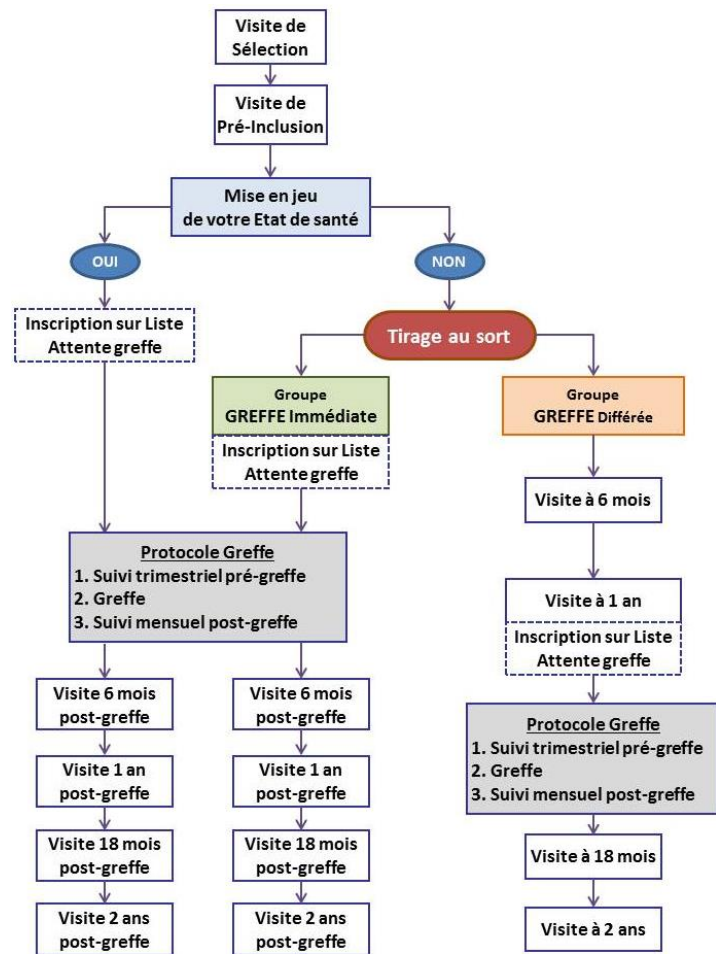 Visite de
Sélection
Visite de
Pré-Inclusion
Mise en jeu
de votre Etat de santé
OUI
NON
Inscription sur Liste
Attente greffe
Tirage au sort
Groupe
GREFFE Immédiate
Inscription sur Liste
Attente greffe
Groupe
GREFFE Différée
Visite à 6 mois
Visite à 1 an
Inscription sur Liste
Attente greffe
Protocole Greffe
1. Suivi trimestriel pré-greffe
2. Greffe
3. Suivi mensuel post-greffe
Visite 6 mois
post-greffe
Visite 1 an
post-greffe
Visite 18 mois
post-greffe
Visite 2 ans
post-greffe
Visite 6 mois
post-greffe
Visite 1 an
post-greffe
Visite 18 mois
post-greffe
Visite 2 ans
post-greffe
Protocole Greffe
1. Suivi trimestriel pré-greffe
2. Greffe
3. Suivi mensuel post-greffe
Visite à 18 mois
Visite à 2 ans